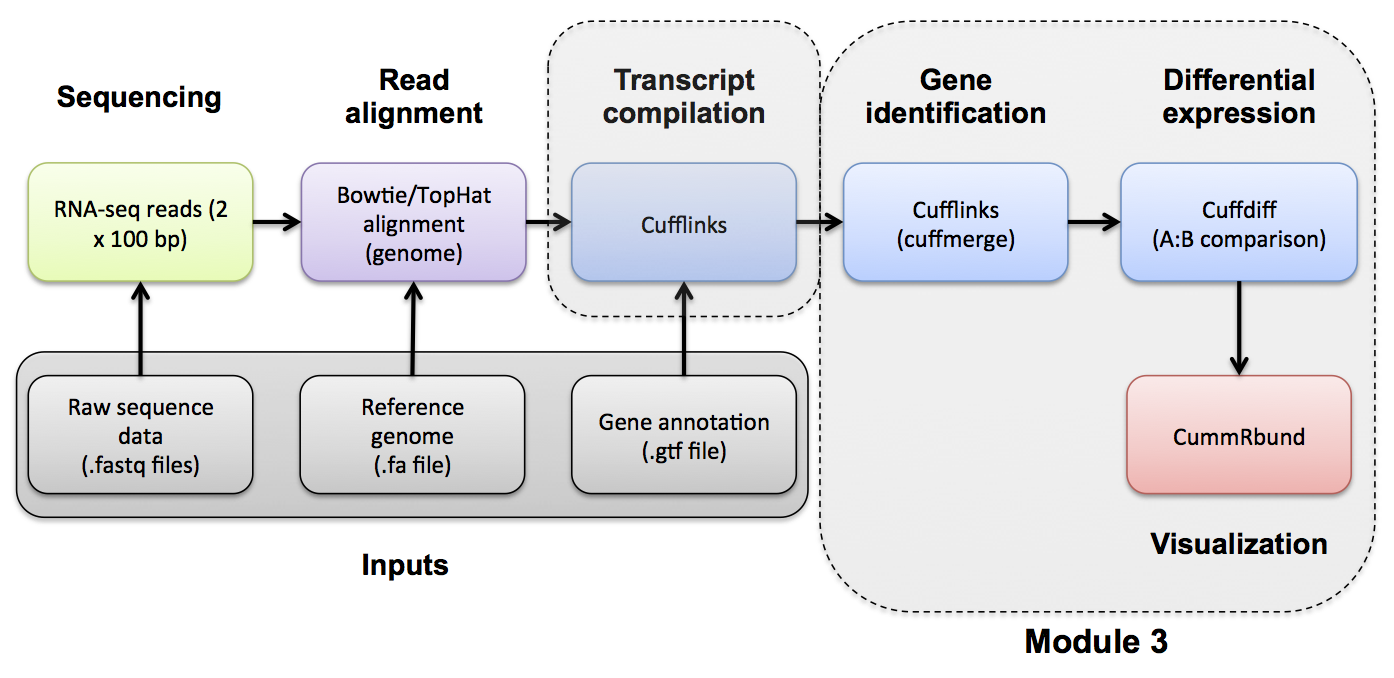 Sequencing
Read
alignment
Transcript
compilation
Gene
identification
Differential
expression
RNA-seq reads (2
x 100 bp)
Bowtie/TopHat
alignment
(genome)
Cufflinks
Cufflinks
(cuffmerge)
Cuffdiff
(A:B comparison)
Raw sequence
data
(.fastq files)
Reference
genome
(.fa file)
Gene annotation
(.gtf file)
CummRbund
Inputs
Visualization
Module 3